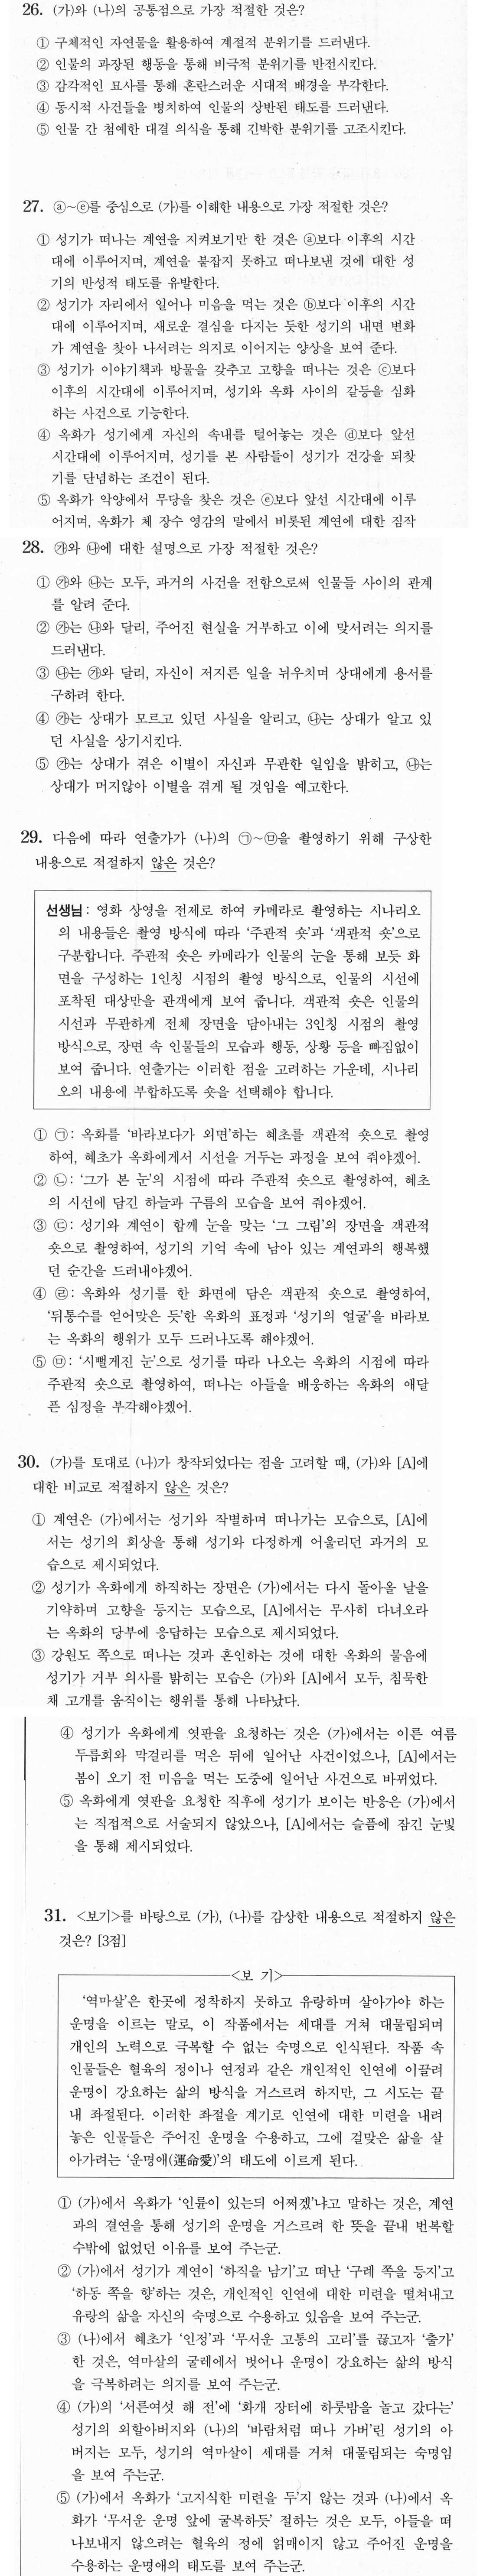 26. (가)와 (나)의 공통점으로 가장 적절한 것은?
① 구체적인 자연물을 활용하여 계절적 분위기를 드러낸다.
② 인물의 과장된 행동을 통해 비극적 분위기를 반전시킨다.
③ 감각적인 묘사를 통해 혼란스러운 시대적 배경을 부각한다.
④ 동시적 사건들을 병치하여 인물의 상반된 태도를 드러낸다.
⑤ 인물 간 첨예한 대결 의식을 통해 긴박한 분위기를 고조시킨다.
27. ⓐ~ⓔ를 중심으로 (가)를 이해한 내용으로 가장 적절한 것은?
① 성기가 떠나는 계연을 지켜보기만 한 것은 ⓐ보다 이후의 시간
대에 이루어지며, 계연을 붙잡지 못하고 떠나보낸 것에 대한 성
기의 반성적 태도를 유발한다.
② 성기가 자리에서 일어나 미음을 먹는 것은 ⓑ보다 이후의 시간
대에 이루어지며, 새로운 결심을 다지는 듯한 성기의 내면 변화
가 계연을 찾아 나서려는 의지로 이어지는 양상을 보여 준다.
③ 성기가 이야기책과 방물을 갖추고 고향을 떠나는 것은 ⓒ보다
이후의 시간대에 이루어지며, 성기와 옥화 사이의 갈등을 심화
하는 사건으로 기능한다.
④ 옥화가 성기에게 자신의 속내를 털어놓는 것은 ⓓ보다 앞선
시간대에 이루어지며, 성기를 본 사람들이 성기가 건강을 되찾
기를 단념하는 조건이 된다.
⑤ 옥화가 악양에서 무당을 찾은 것은 ⓔ보다 앞선 시간대에 이루
어지며, 옥화가 체 장수 영감의 말에서 비롯된 계연에 대한 짐작
28. ㉮와 ㉯에 대한 설명으로 가장 적절한 것은?
① ㉮와 ㉯는 모두, 과거의 사건을 전함으로써 인물들 사이의 관계
를 알려 준다.
② ㉮는 ㉯와 달리, 주어진 현실을 거부하고 이에 맞서려는 의지를
드러낸다.
③ ㉯는 ㉮와 달리, 자신이 저지른 일을 뉘우치며 상대에게 용서를
구하려 한다.
④ ㉮는 상대가 모르고 있던 사실을 알리고, ㉯는 상대가 알고 있
던 사실을 상기시킨다.
⑤ ㉮는 상대가 겪은 이별이 자신과 무관한 일임을 밝히고, ㉯는
상대가 머지않아 이별을 겪게 될 것임을 예고한다.
29. 다음에 따라 연출가가 (나)의 ㉠~㉤을 촬영하기 위해 구상한
내용으로 적절하지 않은 것은?
선생님 : 영화 상영을 전제로 하여 카메라로 촬영하는 시나리오
의 내용들은 촬영 방식에 따라 ‘주관적 숏’과 ‘객관적 숏’으로
구분합니다. 주관적 숏은 카메라가 인물의 눈을 통해 보듯 화
면을 구성하는 1인칭 시점의 촬영 방식으로, 인물의 시선에
포착된 대상만을 관객에게 보여 줍니다. 객관적 숏은 인물의
시선과 무관하게 전체 장면을 담아내는 3인칭 시점의 촬영
방식으로, 장면 속 인물들의 모습과 행동, 상황 등을 빠짐없이
보여 줍니다. 연출가는 이러한 점을 고려하는 가운데, 시나리
오의 내용에 부합하도록 숏을 선택해야 합니다.
① ㉠: 옥화를 ‘바라보다가 외면’하는 혜초를 객관적 숏으로 촬영
하여, 혜초가 옥화에게서 시선을 거두는 과정을 보여 줘야겠어.
② ㉡: ‘그가 본 눈’의 시점에 따라 주관적 숏으로 촬영하여, 혜초
의 시선에 담긴 하늘과 구름의 모습을 보여 줘야겠어.
③ ㉢: 성기와 계연이 함께 눈을 맞는 ‘그 그림’의 장면을 객관적
숏으로 촬영하여, 성기의 기억 속에 남아 있는 계연과의 행복했
던 순간을 드러내야겠어.
④ ㉣: 옥화와 성기를 한 화면에 담은 객관적 숏으로 촬영하여,
‘뒤통수를 얻어맞은 듯’한 옥화의 표정과 ‘성기의 얼굴’을 바라보
는 옥화의 행위가 모두 드러나도록 해야겠어.
⑤ ㉤: ‘시뻘게진 눈’으로 성기를 따라 나오는 옥화의 시점에 따라
주관적 숏으로 촬영하여, 떠나는 아들을 배웅하는 옥화의 애달
픈 심정을 부각해야겠어.
30. (가)를 토대로 (나)가 창작되었다는 점을 고려할 때, (가)와 [A]에
대한 비교로 적절하지 않은 것은?
① 계연은 (가)에서는 성기와 작별하며 떠나가는 모습으로, [A]에
서는 성기의 회상을 통해 성기와 다정하게 어울리던 과거의 모
습으로 제시되었다.
② 성기가 옥화에게 하직하는 장면은 (가)에서는 다시 돌아올 날을
기약하며 고향을 등지는 모습으로, [A]에서는 무사히 다녀오라
는 옥화의 당부에 응답하는 모습으로 제시되었다.
③ 강원도 쪽으로 떠나는 것과 혼인하는 것에 대한 옥화의 물음에
성기가 거부 의사를 밝히는 모습은 (가)와 [A]에서 모두, 침묵한
채 고개를 움직이는 행위를 통해 나타났다.
④ 성기가 옥화에게 엿판을 요청하는 것은 (가)에서는 이른 여름
두릅회와 막걸리를 먹은 뒤에 일어난 사건이었으나, [A]에서는
봄이 오기 전 미음을 먹는 도중에 일어난 사건으로 바뀌었다.
⑤ 옥화에게 엿판을 요청한 직후에 성기가 보이는 반응은 (가)에서
는 직접적으로 서술되지 않았으나, [A]에서는 슬픔에 잠긴 눈빛
을 통해 제시되었다.
31. <보기>를 바탕으로 (가), (나)를 감상한 내용으로 적절하지 않은
것은? [3점]
<보 기>
‘역마살’은 한곳에 정착하지 못하고 유랑하며 살아가야 하는
운명을 이르는 말로, 이 작품에서는 세대를 거쳐 대물림되며
개인의 노력으로 극복할 수 없는 숙명으로 인식된다. 작품 속
인물들은 혈육의 정이나 연정과 같은 개인적인 인연에 이끌려
운명이 강요하는 삶의 방식을 거스르려 하지만, 그 시도는 끝
내 좌절된다. 이러한 좌절을 계기로 인연에 대한 미련을 내려
놓은 인물들은 주어진 운명을 수용하고, 그에 걸맞은 삶을 살
아가려는 ‘운명애(運命愛)’의 태도에 이르게 된다.
① (가)에서 옥화가 ‘인륜이 있는듸 어쩌겠’냐고 말하는 것은, 계연
과의 결연을 통해 성기의 운명을 거스르려 한 뜻을 끝내 번복할
수밖에 없었던 이유를 보여 주는군.
② (가)에서 성기가 계연이 ‘하직을 남기’고 떠난 ‘구례 쪽을 등지’고
‘하동 쪽을 향’하는 것은, 개인적인 인연에 대한 미련을 떨쳐내고
유랑의 삶을 자신의 숙명으로 수용하고 있음을 보여 주는군.
③ (나)에서 혜초가 ‘인정’과 ‘무서운 고통의 고리’를 끊고자 ‘출가’
한 것은, 역마살의 굴레에서 벗어나 운명이 강요하는 삶의 방식
을 극복하려는 의지를 보여 주는군.
④ (가)의 ‘서른여섯 해 전’에 ‘화개 장터에 하룻밤을 놀고 갔다는’
성기의 외할아버지와 (나)의 ‘바람처럼 떠나 가버’린 성기의 아
버지는 모두, 성기의 역마살이 세대를 거쳐 대물림되는 숙명임
을 보여 주는군.
⑤ (가)에서 옥화가 ‘고지식한 미련을 두’지 않는 것과 (나)에서 옥
화가 ‘무서운 운명 앞에 굴복하듯’ 절하는 것은 모두, 아들을 떠
나보내지 않으려는 혈육의 정에 얽매이지 않고 주어진 운명을
수용하는 운명애의 태도를 보여 주는군.